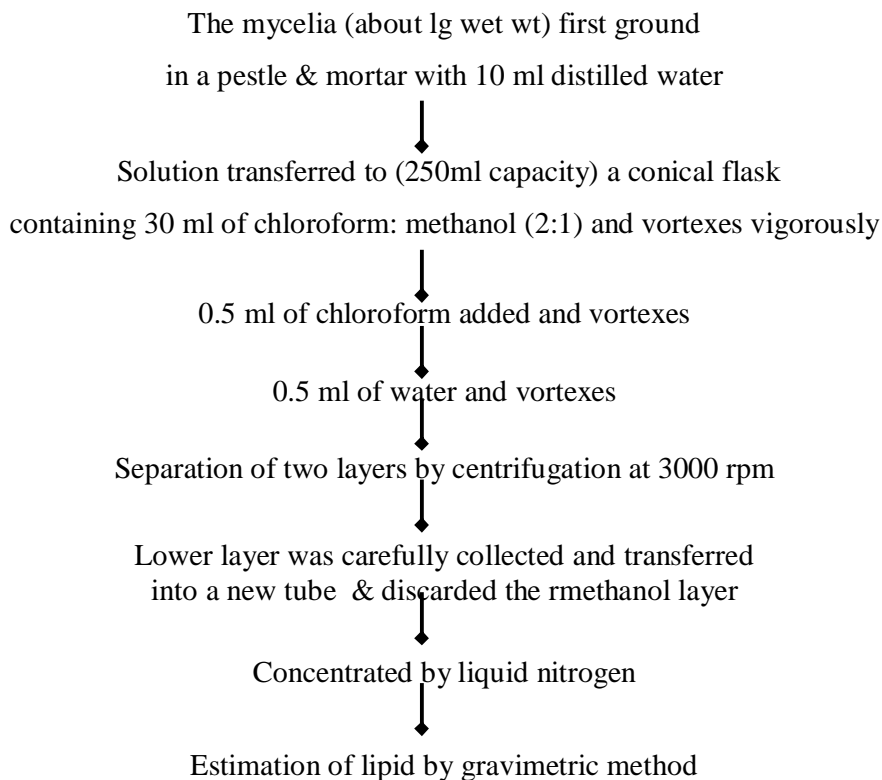 The mycelia (about lg wet wt) first ground
in a pestle & mortar with 10 ml distilled water
Solution transferred to (250ml capacity) a conical flask
containing 30 ml of chloroform: methanol (2:1) and vortexes vigorously
0.5 ml of chloroform added and vortexes
0.5 ml of water and vortexes
Separation of two layers by centrifugation at 3000 rpm
Lower layer was carefully collected and transferred
into a new tube & discarded the rmethanol layer
Concentrated by liquid nitrogen
Estimation of lipid by gravimetric method